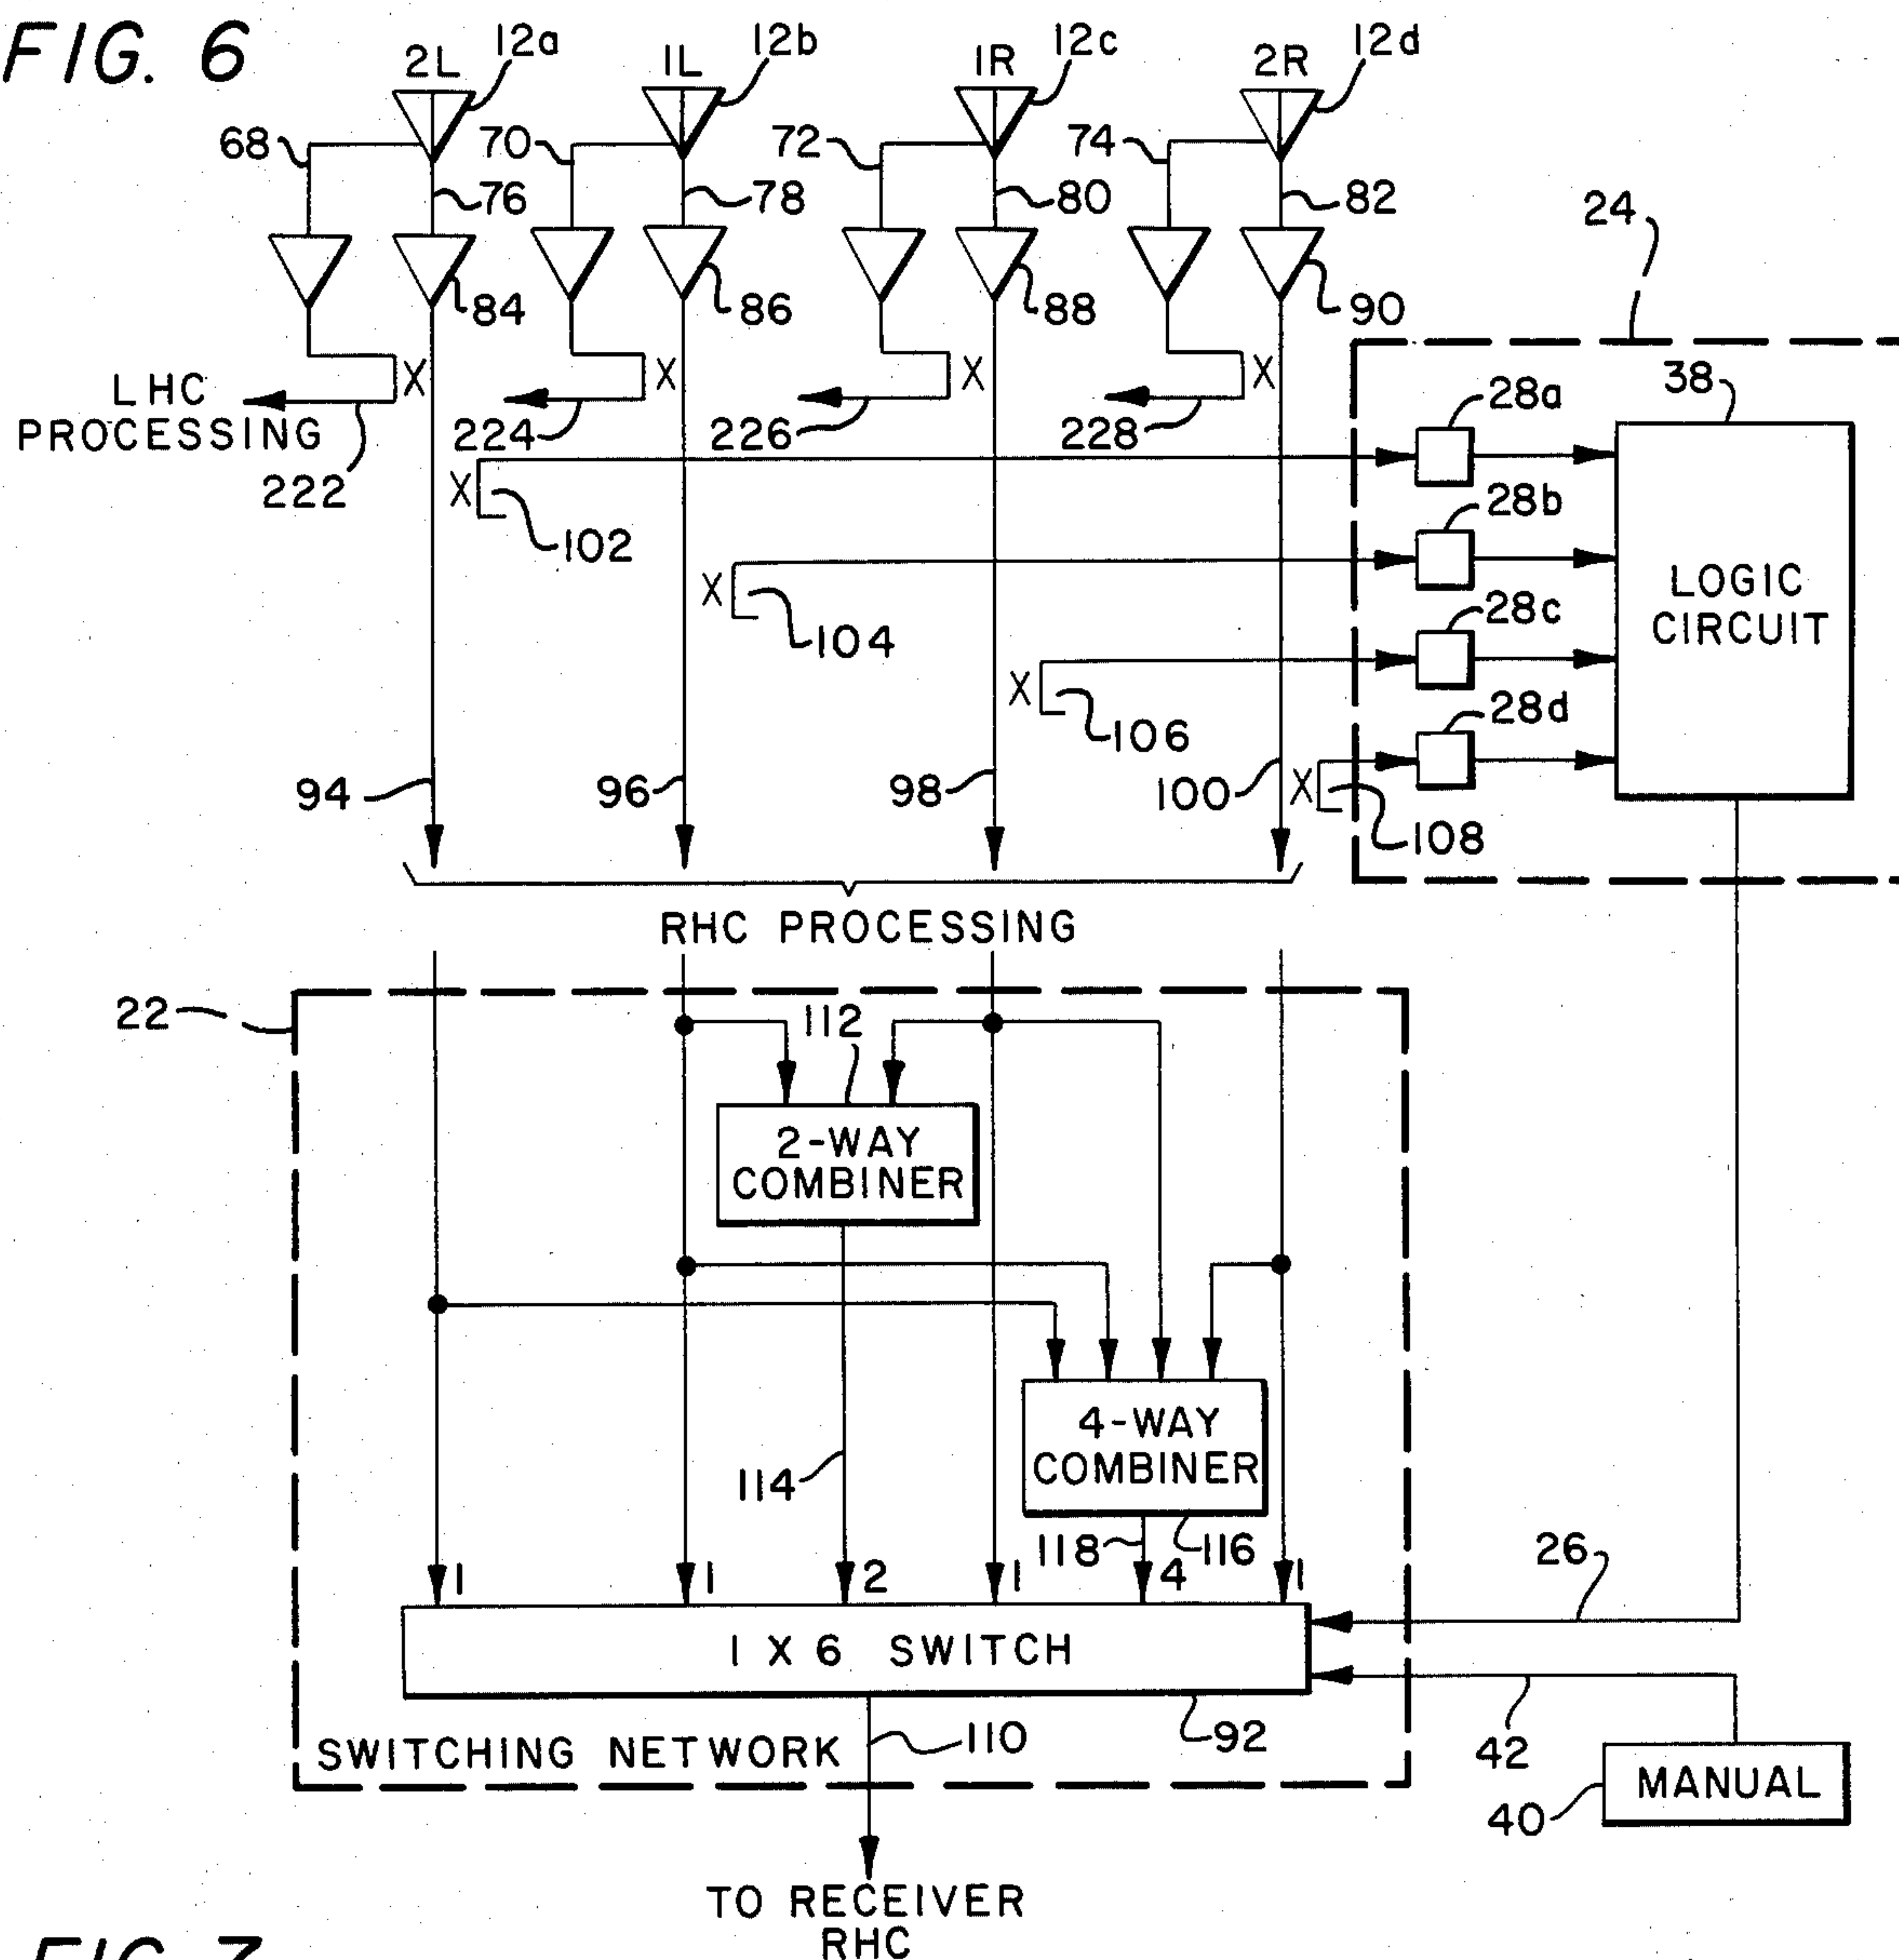 FIG. 6
2L 12a 1L 12b 1R 12c 2R 12d
68 70 72 74
76 78 80 82
24
84 86 88 90
X X X X
38
28a
LHC
PROCESSING
222 224 226 228
X 102
28b
X 104
LOGIC
CIRCUIT
28c
X 106
28d
94 96 98 100
X 108
RHC PROCESSING
22
112
2-WAY
COMBINER
4-WAY
COMBINER
114
118 116
26
1 1 2 1 4 1
1 X 6 SWITCH
92
110
SWITCHING NETWORK
42
MANUAL
40
TO RECEIVER
RHC